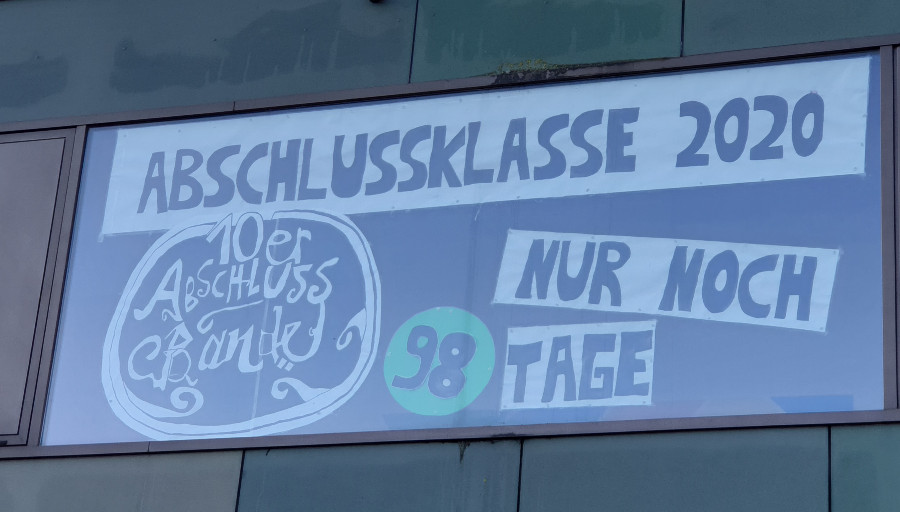 ABSCHLUSSKLASSE 2020
10er
ABSCHLUSS
Bande
NUR NOCH
98 TAGE